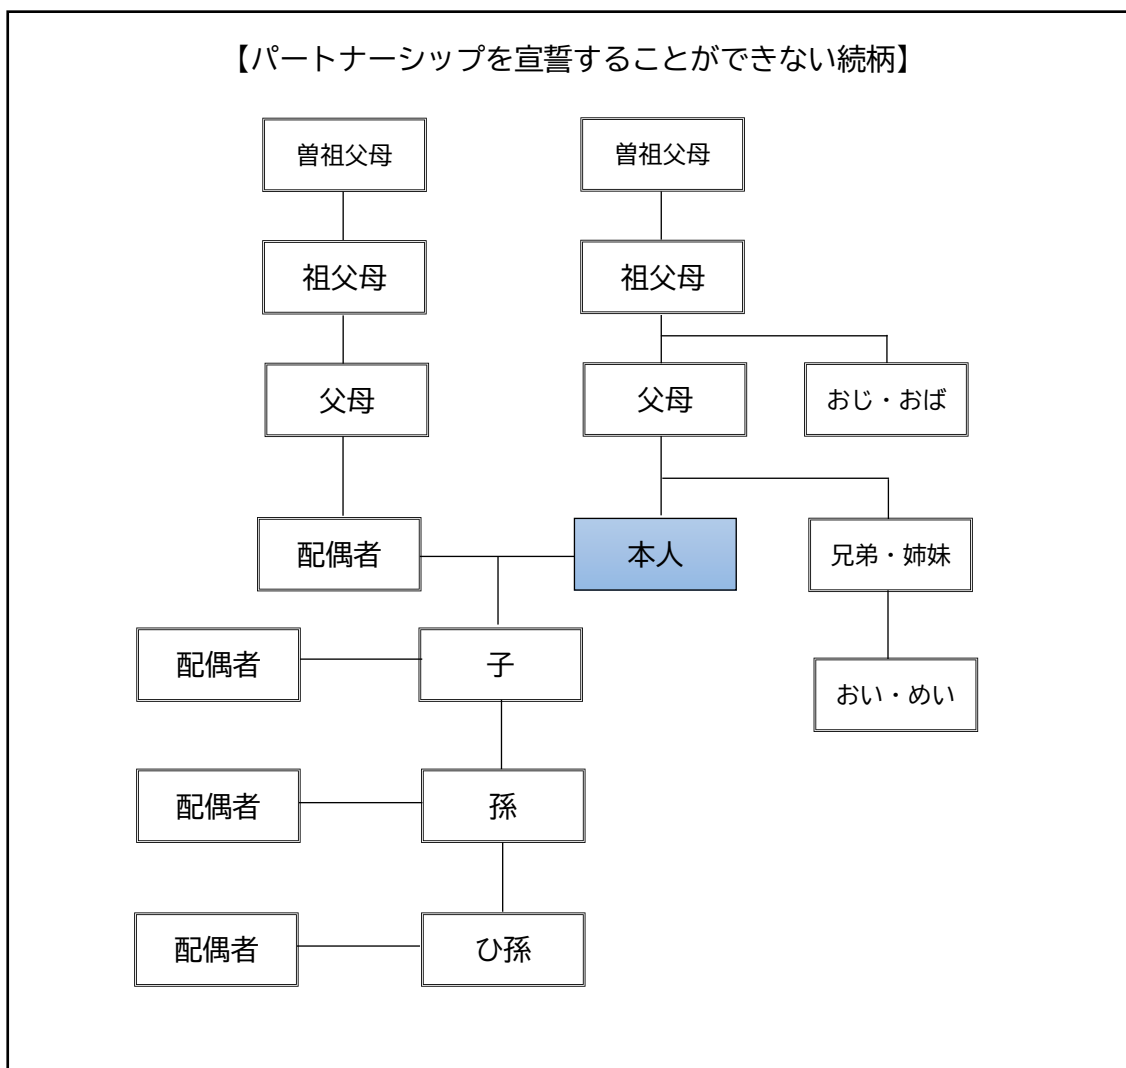 【パートナーシップを宣誓することができない続柄】
曽祖父母
曽祖父母
祖父母
祖父母
父母
父母
おじ・おば
配偶者
本人
兄弟・姉妹
配偶者
子
おい・めい
配偶者
孫
配偶者
ひ孫